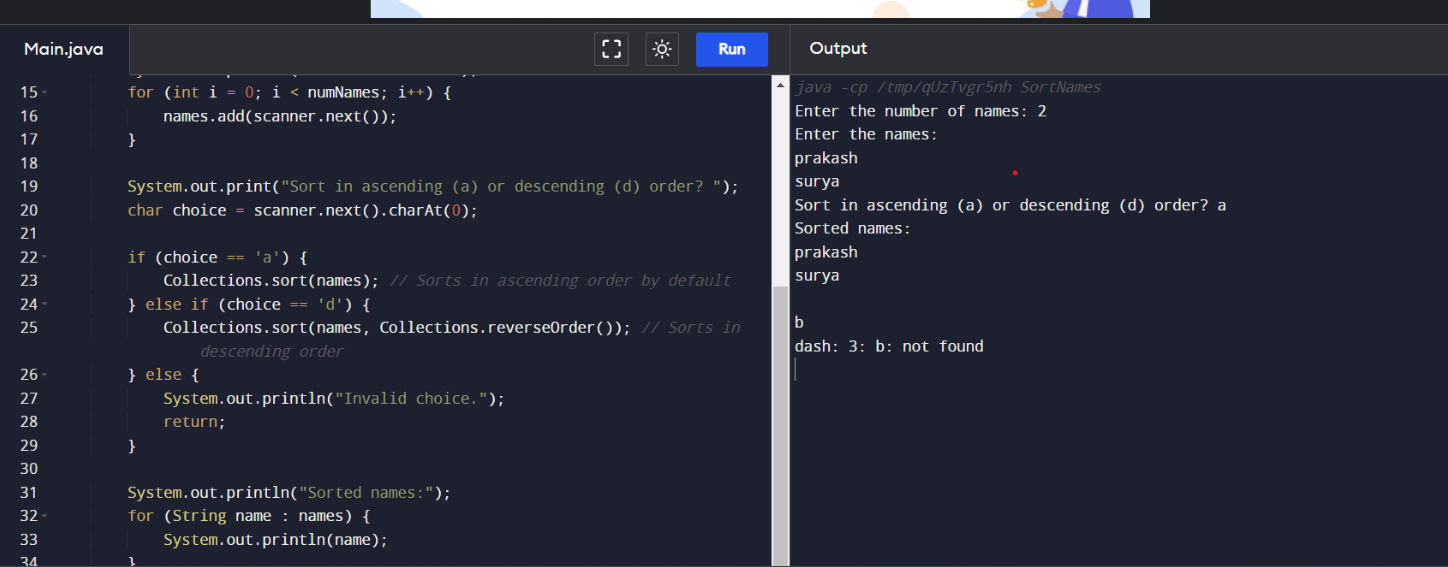 Main.java
Run
Output
15
for (int i = 0; i < numNames; i++) {
16
names.add(scanner.next());
17
}
18
19
System.out.print("Sort in ascending (a) or descending (d) order? ");
20
char choice = scanner.next().charAt(0);
21
22
if (choice == 'a') {
23
Collections.sort(names); // Sorts in ascending order by default
24
} else if (choice == 'd') {
25
Collections.sort(names, Collections.reverseOrder()); // Sorts in
descending order
26
} else {
27
System.out.println("Invalid choice.");
28
return;
29
}
30
31
System.out.println("Sorted names:");
32
for (String name : names) {
33
System.out.println(name);
34
}
java -cp /tmp/qUzTvgr5nh SortNames
Enter the number of names: 2
Enter the names:
prakash
surya
Sort in ascending (a) or descending (d) order? a
Sorted names:
prakash
surya
b
dash: 3: b: not found